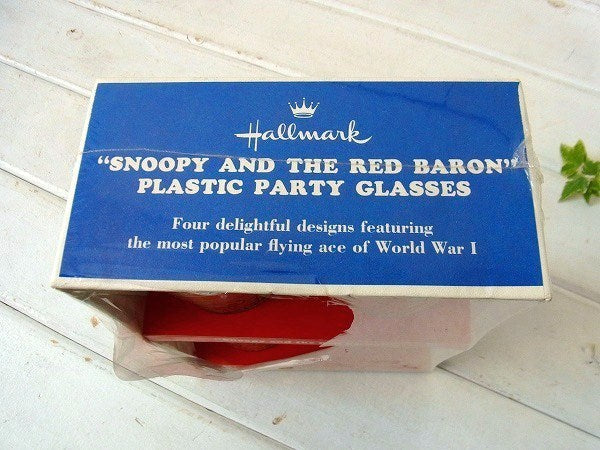 Hallmark
“SNOOPY AND THE RED BARON”
PLASTIC PARTY GLASSES
Four delightful designs featuring
the most popular flying ace of World War I